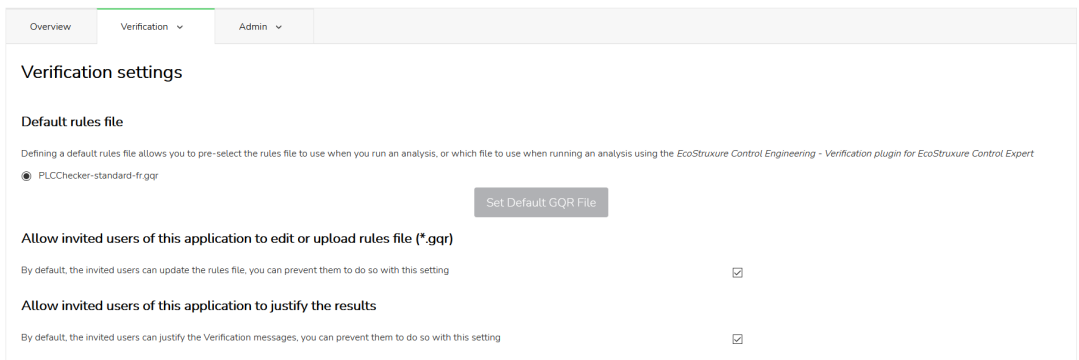 Overview Verification Admin
Verification settings
Default rules file
Defining a default rules file allows you to pre-select the rules file to use when you run an analysis, or which file to use when running an analysis using the EcoStruxure Control Engineering - Verification plugin for EcoStruxure Control Expert
PLCChecker-standard-fr.gqr
Set Default GQR File
Allow invited users of this application to edit or upload rules file (*.gqr)
By default, the invited users can update the rules file, you can prevent them to do so with this setting
Allow invited users of this application to justify the results
By default, the invited users can justify the Verification messages, you can prevent them to do so with this setting